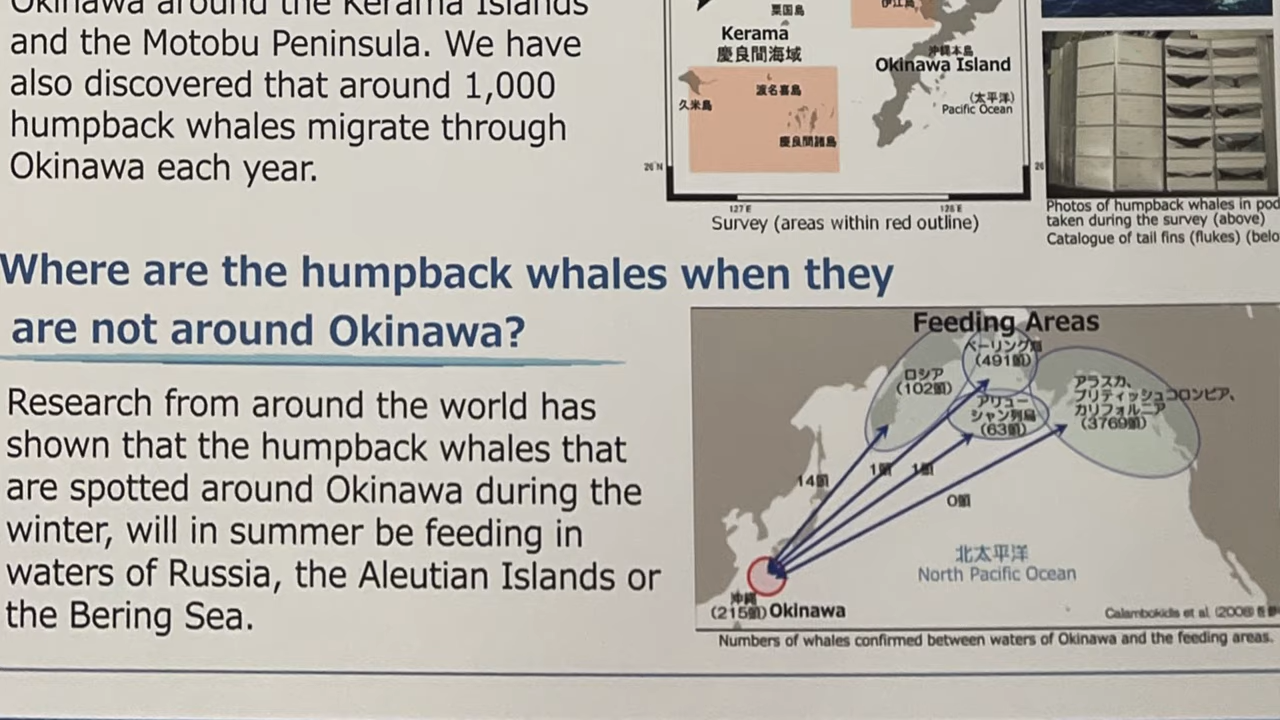 Okinawa around the Kerama Islands
and the Motobu Peninsula. We have
also discovered that around 1,000
humpback whales migrate through
Okinawa each year.
粟国島
伊江島
Kerama
慶良間海域
沖縄本島
Okinawa Island
久米島
渡名喜島
(太平洋)
Pacific Ocean
慶良間諸島
26°N
26
127°E
128°E
Survey (areas within red outline)
Photos of humpback whales in pod
taken during the survey (above)
Catalogue of tail fins (flukes) (belo
Where are the humpback whales when they
are not around Okinawa?
Research from around the world has
shown that the humpback whales that
are spotted around Okinawa during the
winter, will in summer be feeding in
waters of Russia, the Aleutian Islands or
the Bering Sea.
Feeding Areas
ベーリング海
(491頭)
ロシア
(102頭)
アリュー
シャン列島
(63頭)
アラスカ、
ブリティッシュコロンビア、
カリフォルニア
(3769頭)
14頭
1頭
1頭
0頭
北太平洋
North Pacific Ocean
沖縄
(215頭) Okinawa
Calambokidis et al. (2008)
Numbers of whales confirmed between waters of Okinawa and the feeding areas.